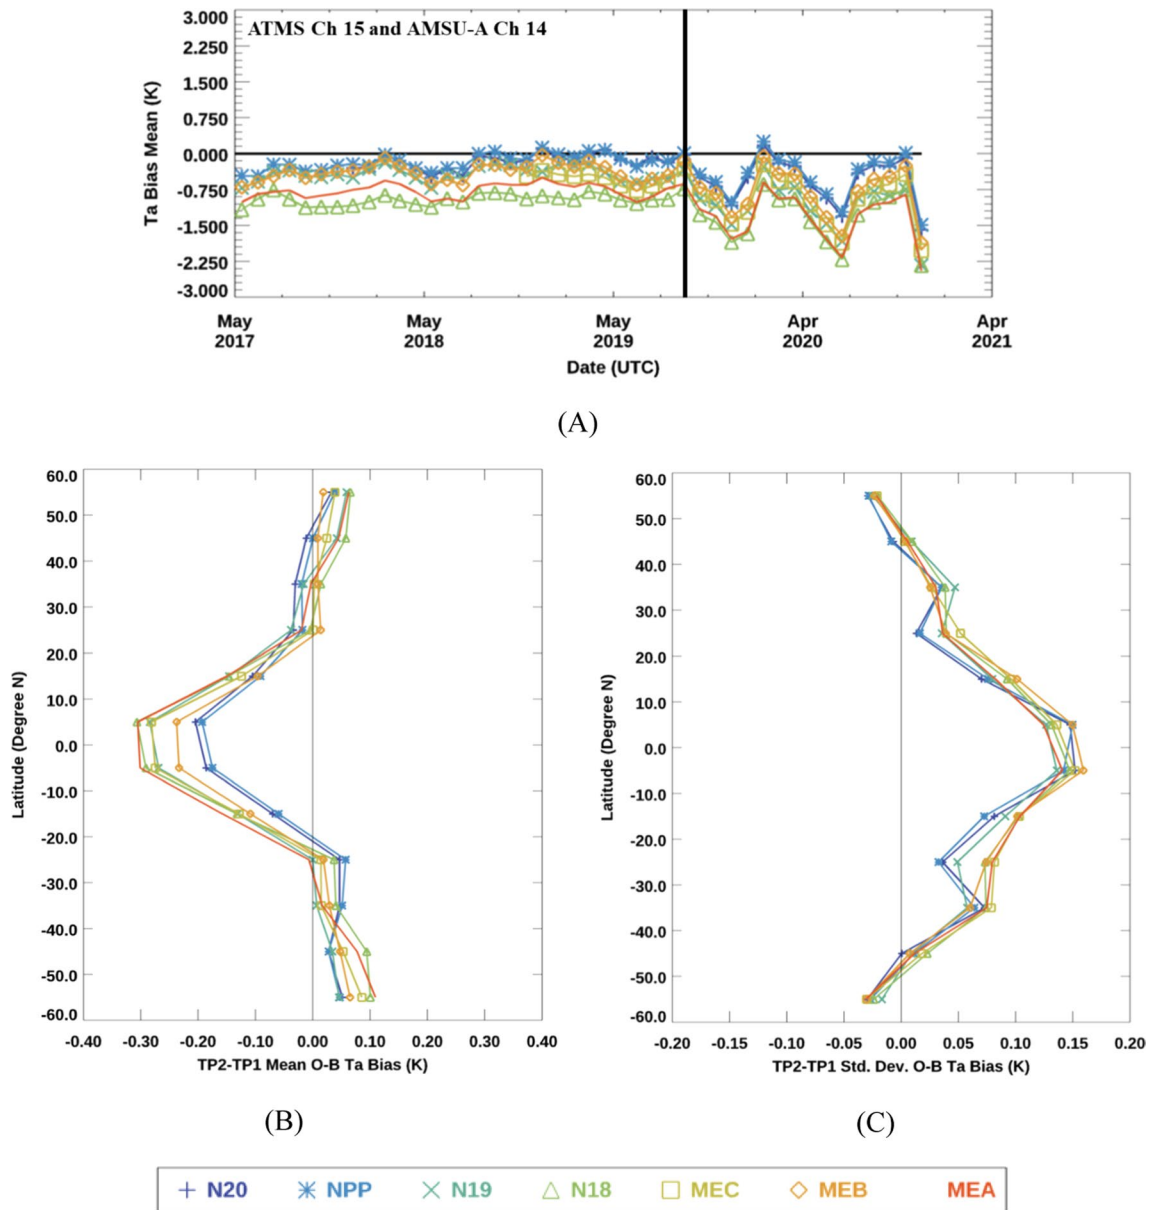 ATMS Ch 15 and AMSU-A Ch 14
Ta Bias Mean (K)
3.000
2.250
1.500
0.750
0.000
-0.750
-1.500
-2.250
-3.000
May May May Apr Apr
2017 2018 2019 2020 2021
Date (UTC)
(A)
Latitude (Degree N)
60.0
50.0
40.0
30.0
20.0
10.0
0.0
-10.0
-20.0
-30.0
-40.0
-50.0
-60.0
-0.40 -0.30 -0.20 -0.10 0.00 0.10 0.20 0.30 0.40
TP2-TP1 Mean O-B Ta Bias (K)
(B)
Latitude (Degree N)
60.0
50.0
40.0
30.0
20.0
10.0
0.0
-10.0
-20.0
-30.0
-40.0
-50.0
-60.0
-0.20 -0.15 -0.10 -0.05 0.00 0.05 0.10 0.15 0.20
TP2-TP1 Std. Dev. O-B Ta Bias (K)
(C)
N20 NPP N19 N18 MEC MEB MEA